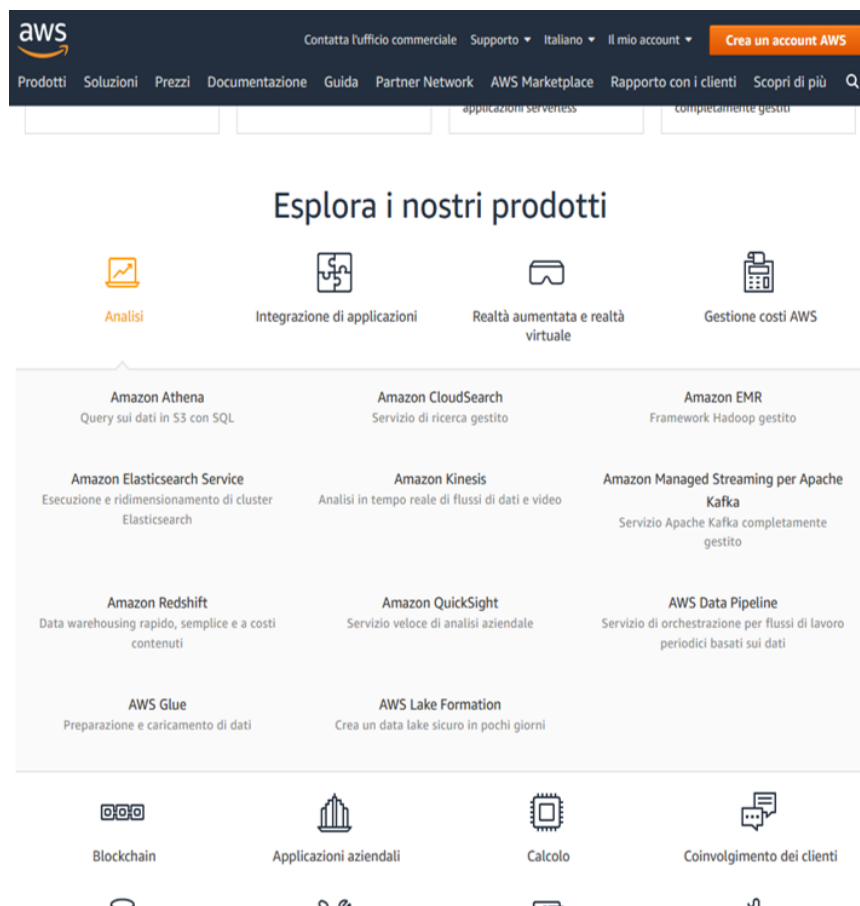 aws
Contatta l'ufficio commerciale Supporto Italiano Il mio account Crea un account AWS
Prodotti Soluzioni Prezzi Documentazione Guida Partner Network AWS Marketplace Rapporto con i clienti Scopri di più
applicazioni serverless completamente gestiti
Esplora i nostri prodotti
Analisi
Integrazione di applicazioni
Realtà aumentata e realtà
virtuale
Gestione costi AWS
Amazon Athena
Query sui dati in S3 con SQL
Amazon CloudSearch
Servizio di ricerca gestito
Amazon EMR
Framework Hadoop gestito
Amazon Elasticsearch Service
Esecuzione e ridimensionamento di cluster
Elasticsearch
Amazon Kinesis
Analisi in tempo reale di flussi di dati e video
Amazon Managed Streaming per Apache
Kafka
Servizio Apache Kafka completamente
gestito
Amazon Redshift
Data warehousing rapido, semplice e a costi
contenuti
Amazon QuickSight
Servizio veloce di analisi aziendale
AWS Data Pipeline
Servizio di orchestrazione per flussi di lavoro
periodici basati sui dati
AWS Glue
Preparazione e caricamento di dati
AWS Lake Formation
Crea un data lake sicuro in pochi giorni
Blockchain
Applicazioni aziendali
Calcolo
Coinvolgimento dei clienti